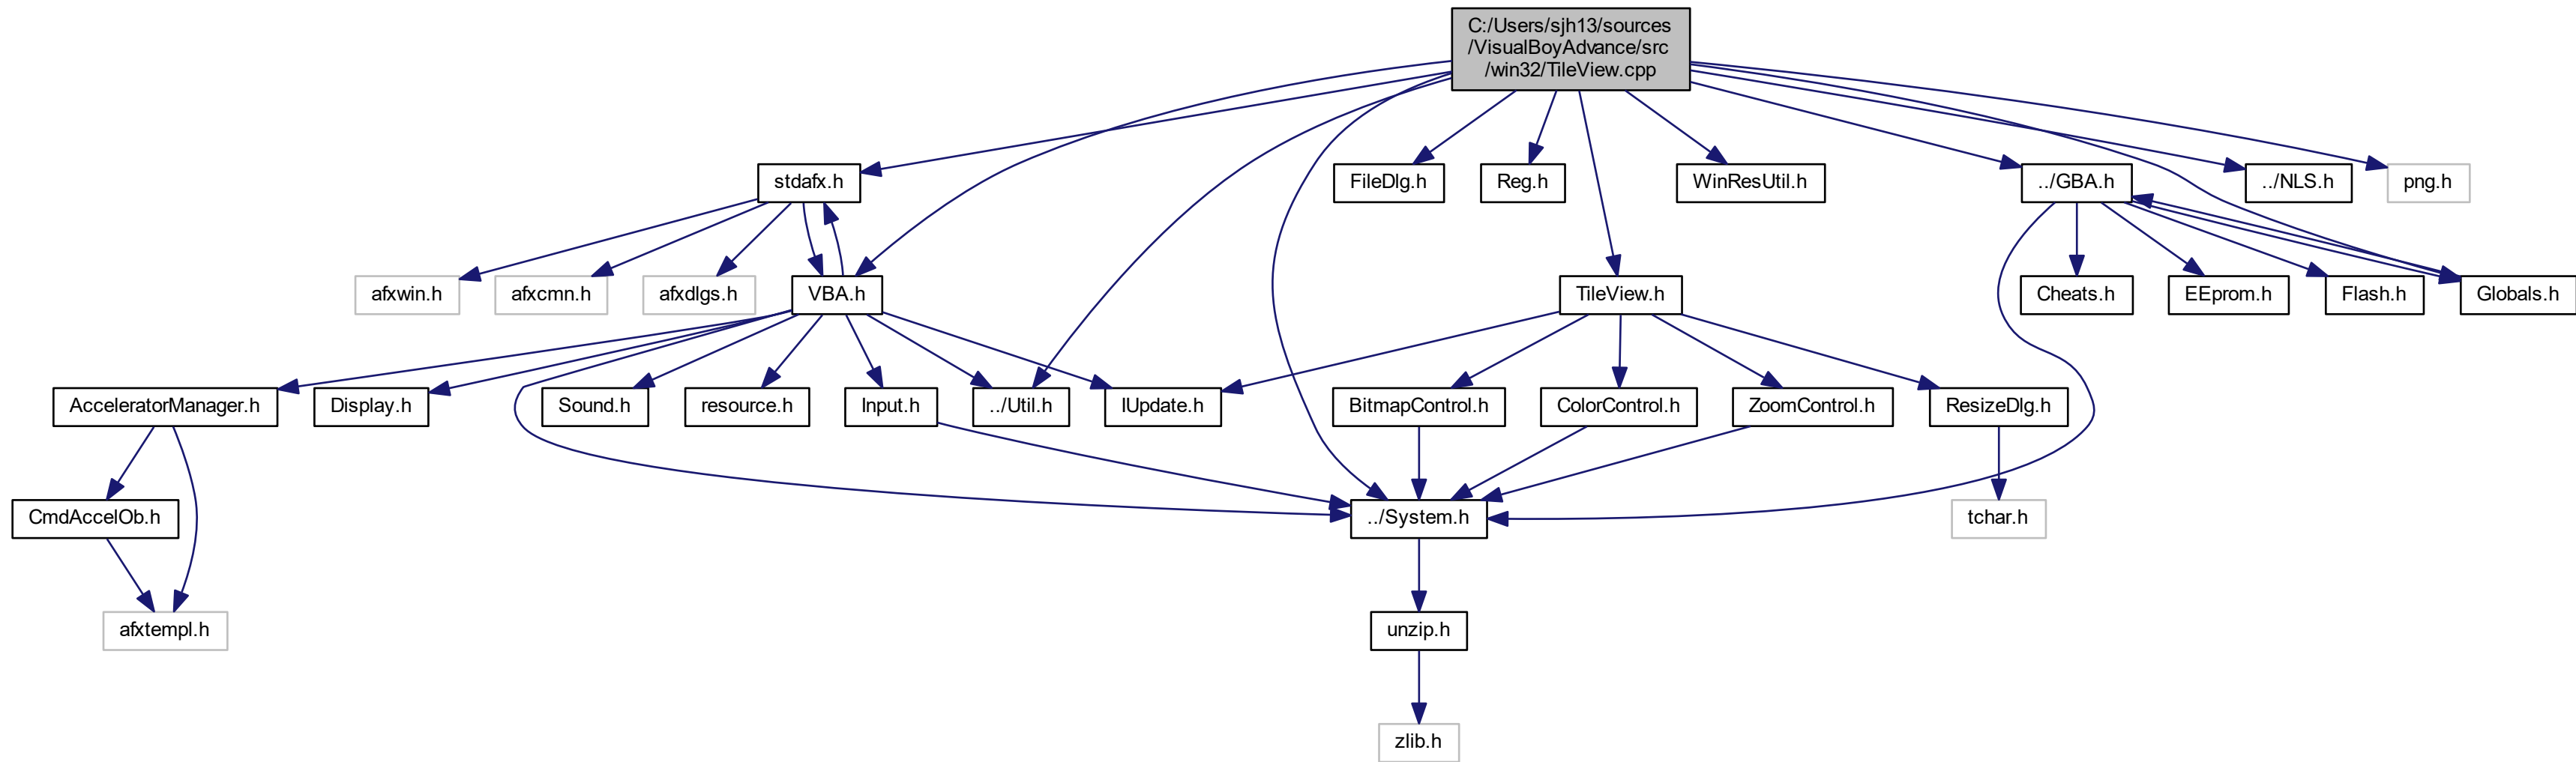 C:/Users/sjh13/sources
/VisualBoyAdvance/src
/win32/TileView.cpp
stdafx.h
FileDlg.h
Reg.h
WinResUtil.h
../GBA.h
../NLS.h
png.h
afxwin.h
afxcmn.h
afxdlgs.h
VBA.h
TileView.h
Cheats.h
EEprom.h
Flash.h
Globals.h
AcceleratorManager.h
Display.h
Sound.h
resource.h
Input.h
../Util.h
IUpdate.h
BitmapControl.h
ColorControl.h
ZoomControl.h
ResizeDlg.h
CmdAccelOb.h
../System.h
tchar.h
afxtempl.h
unzip.h
zlib.h